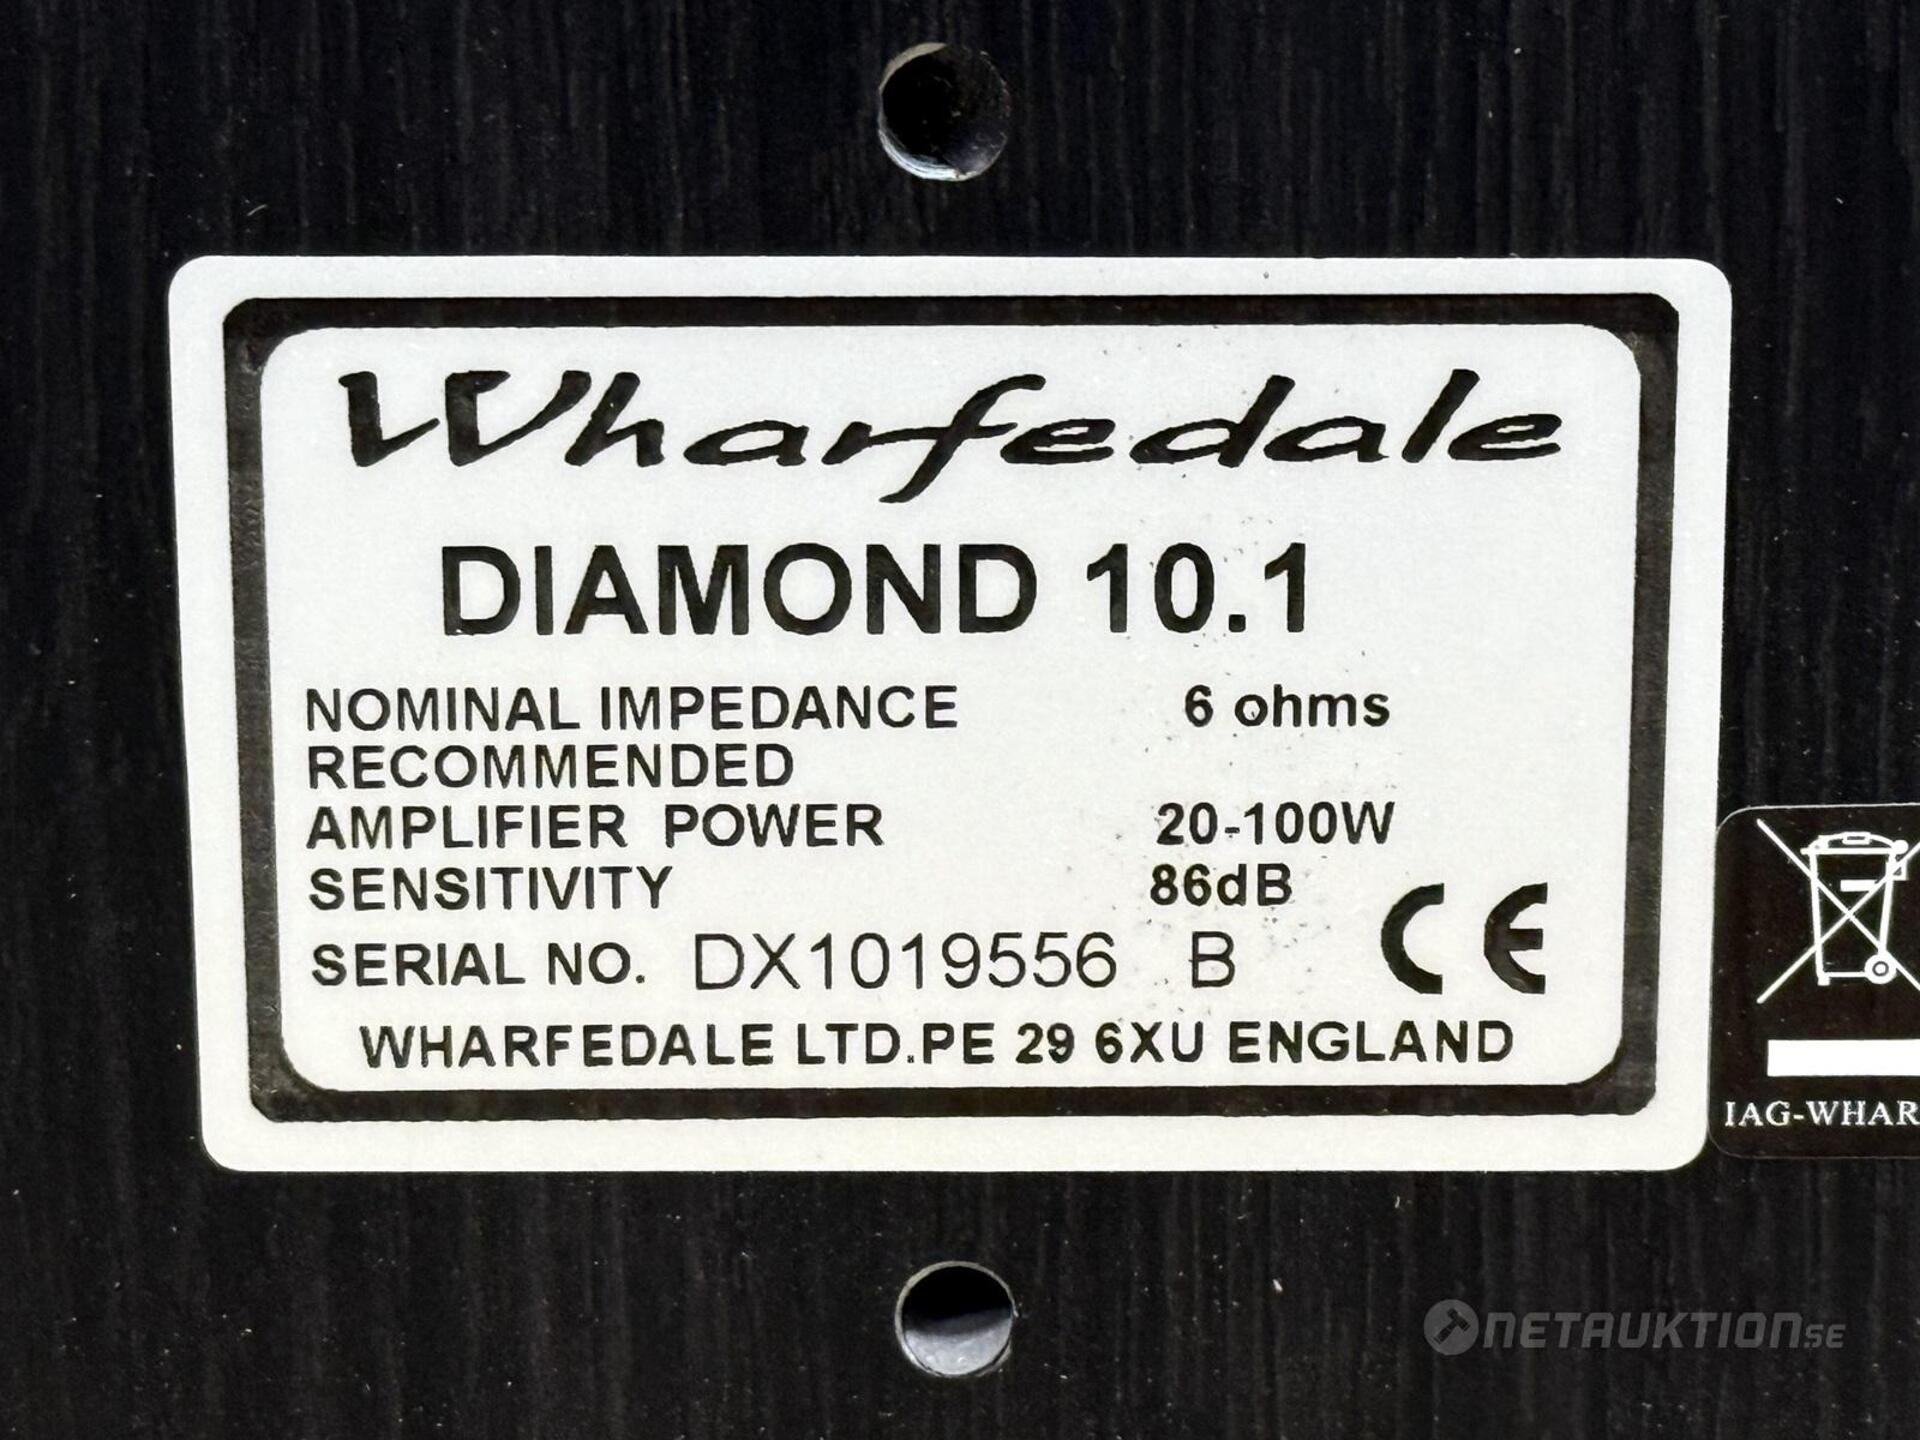 Wharfedale
DIAMOND 10.1
NOMINAL IMPEDANCE 6 ohms
RECOMMENDED
AMPLIFIER POWER 20-100W
SENSITIVITY 86dB
SERIAL NO. DX1019556 B
CE
WHARFEDALE LTD.PE 29 6XU ENGLAND
IAG-WHAR
NETAUKTION.SE